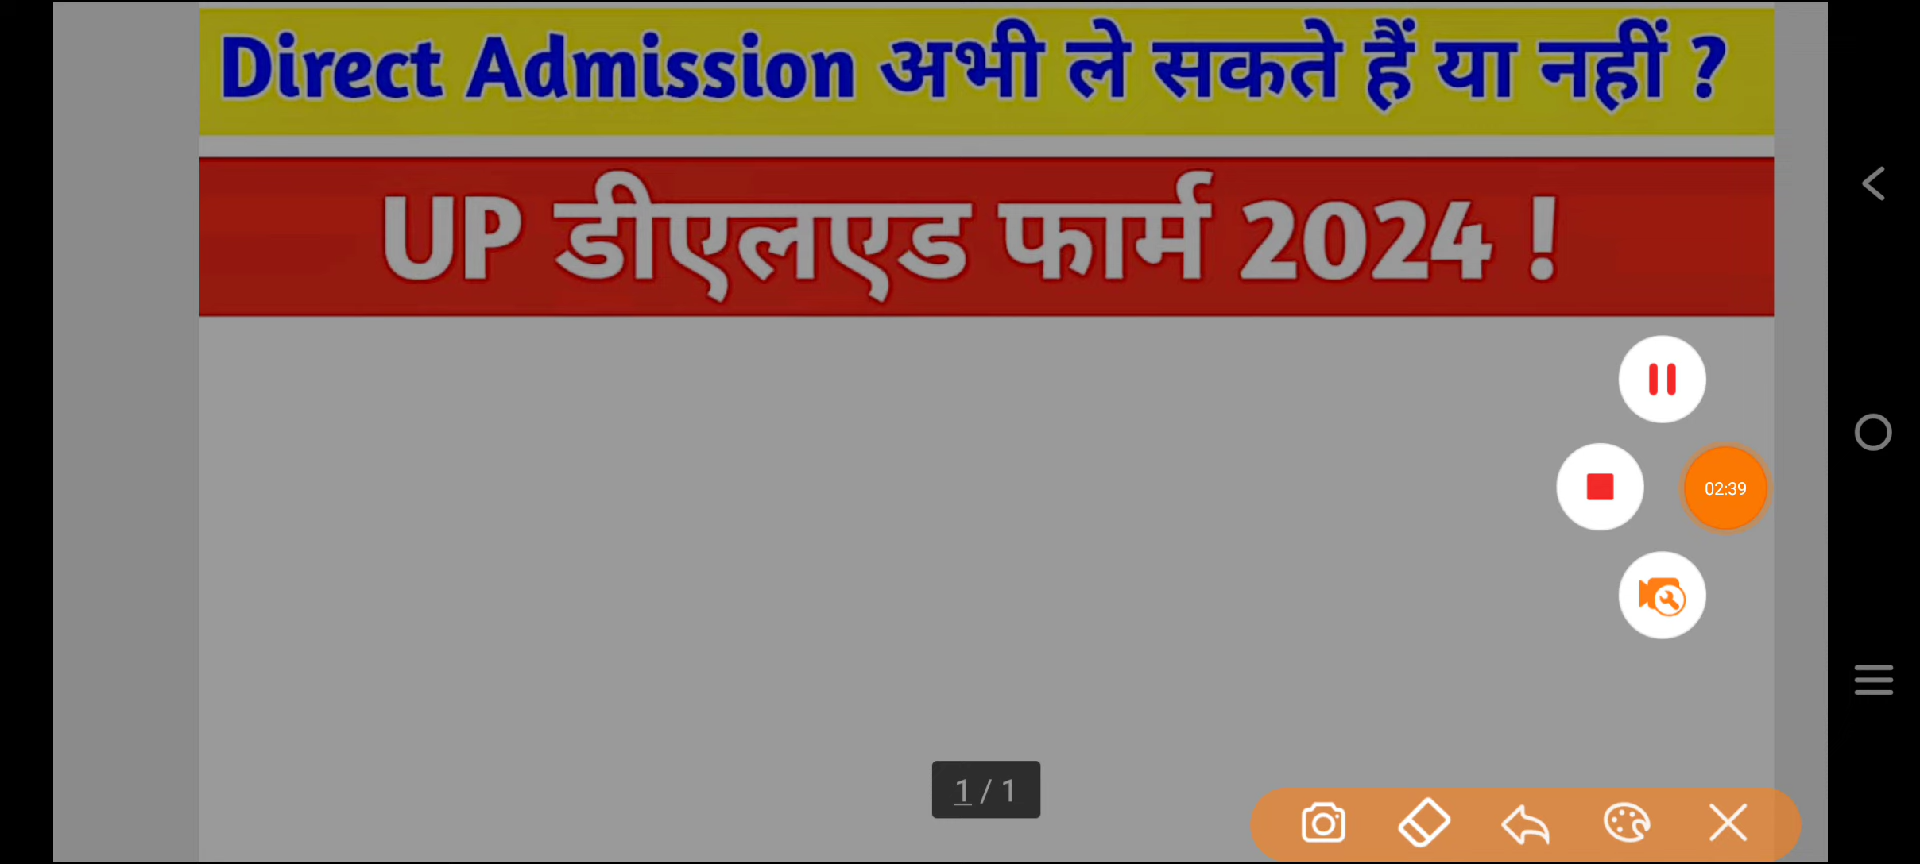 Direct Admission अभी ले सकते हैं या नहीं ?
UP डीएलएड फार्म 2024 !
02:39
1 / 1